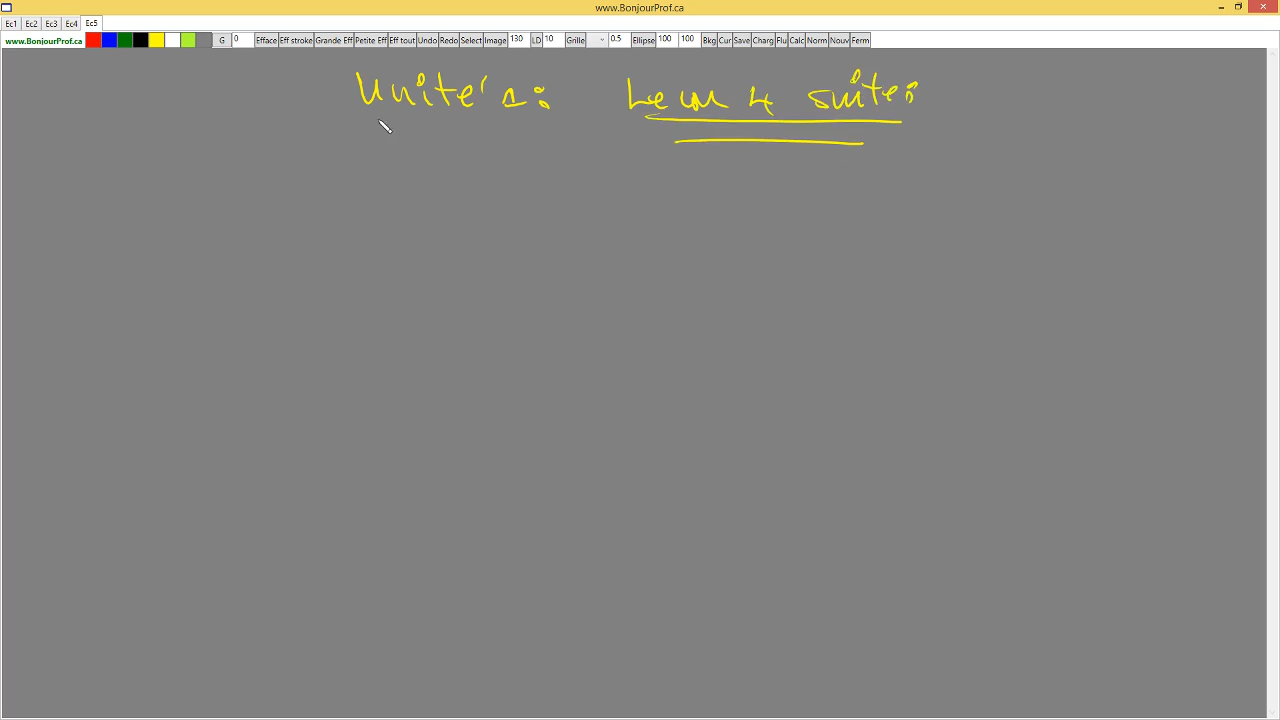 www.BonjourProf.ca
Ec1 Ec2 Ec3 Ec4 Ec5
www.BonjourProf.ca G 0 Efface Eff stroke Grande Eff Petite Eff Eff tout Undo Redo Select Image 130 LD 10 Grille 0.5 Ellipse 100 100 Bkg Cur Save Charg Flu Calc Norm Nouv Ferm
Unité 1: 4 suite: